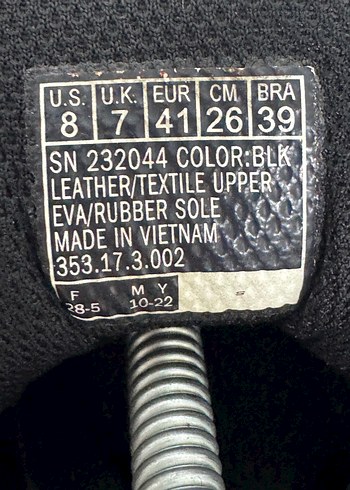 U.S. U.K. EUR CM BRA
8 7 41 26 39
SN 232044 COLOR:BLK
LEATHER/TEXTILE UPPER
EVA/RUBBER SOLE
MADE IN VIETNAM
353.17.3.002
F M Y
28-5 10-22